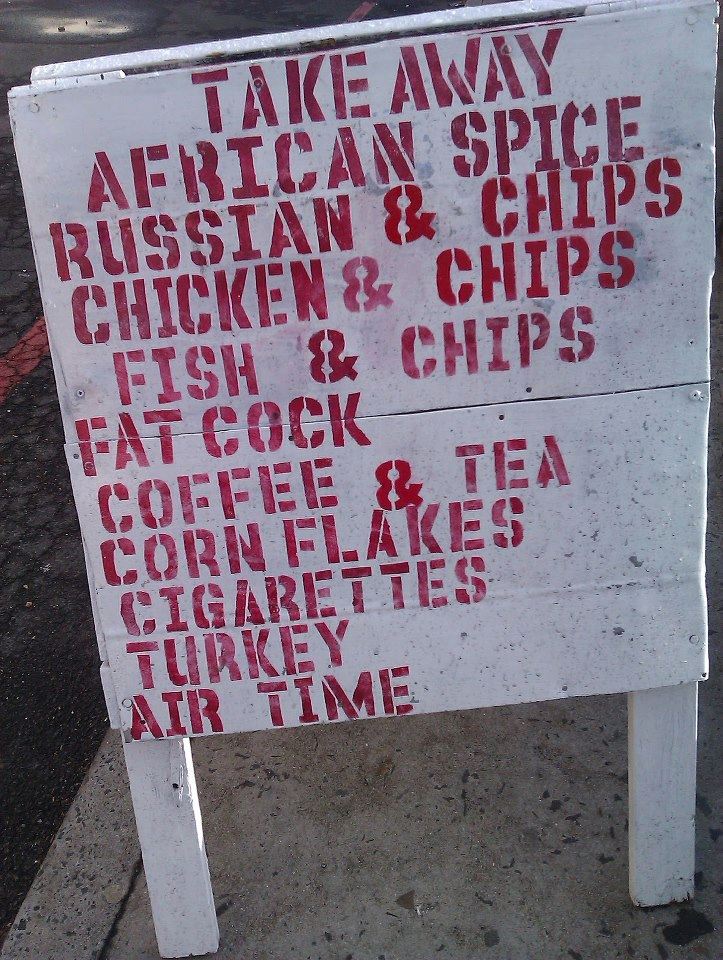 TAKE AWAY
AFRICAN SPICE
RUSSIAN & CHIPS
CHICKEN & CHIPS
FISH & CHIPS
FAT COCK
COFFEE & TEA
CORN FLAKES
CIGARETTES
TURKEY
AIR TIME